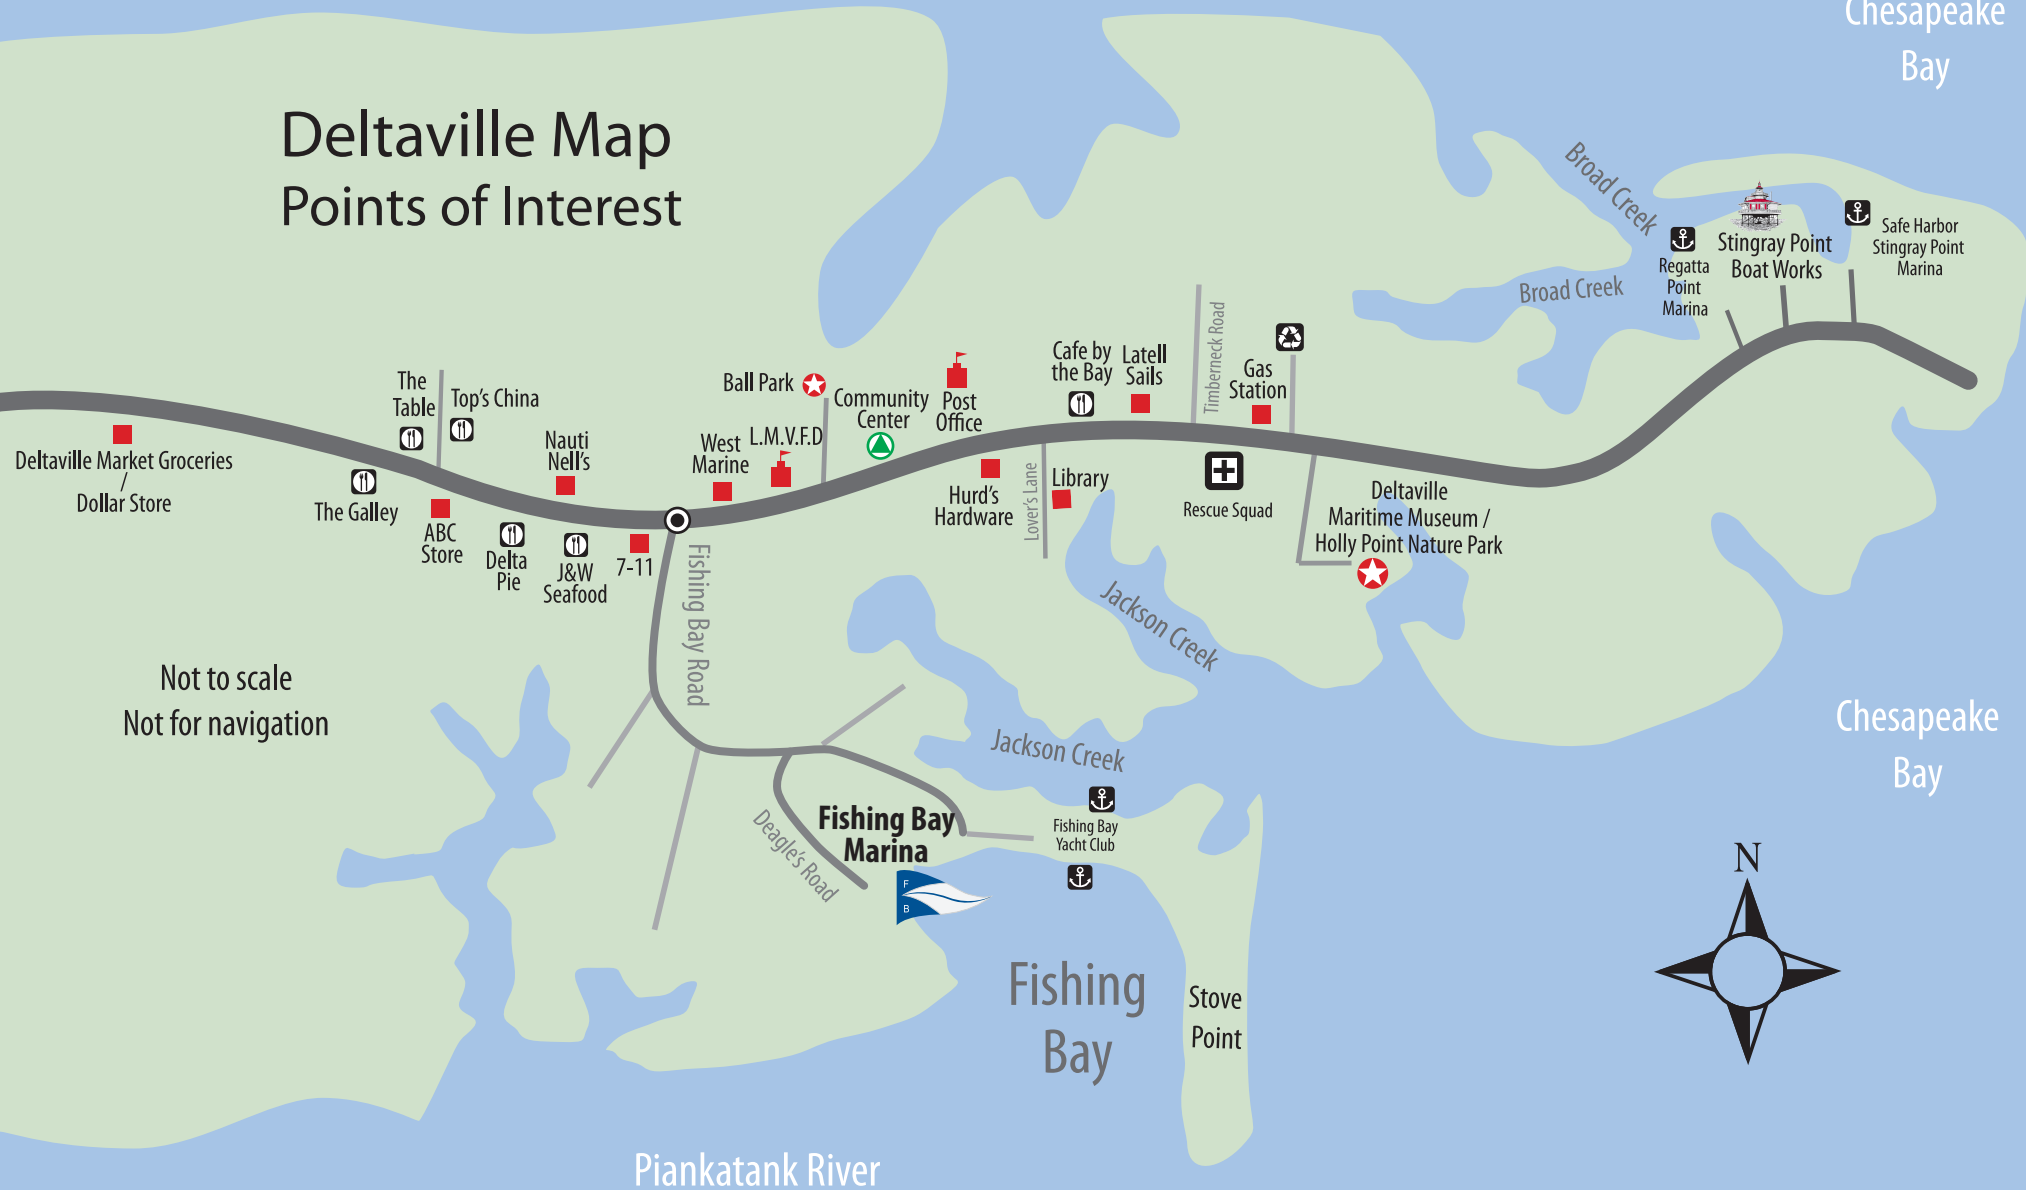 Chesapeake
Bay
Deltaville Map
Points of Interest
Broad Creek
Broad Creek
Regatta
Point
Marina
Stingray Point
Boat Works
Safe Harbor
Stingray Point
Marina
Deltaville Market Groceries
/
Dollar Store
The
Table
Top's China
The Galley
ABC
Store
Nauti
Nell's
Delta
Pie
J&W
Seafood
7-11
West
Marine
L.M.V.F.D
Ball Park
Community
Center
Post
Office
Hurd's
Hardware
Lover's Lane
Library
Cafe by
the Bay
Latell
Sails
Timberneck Road
Gas
Station
Rescue Squad
Deltaville
Maritime Museum /
Holly Point Nature Park
Fishing Bay Road
Jackson Creek
Jackson Creek
Not to scale
Not for navigation
Chesapeake
Bay
Deagle's Road
Fishing Bay
Marina
F
B
Fishing Bay
Yacht Club
N
Fishing
Bay
Stove
Point
Piankatank River